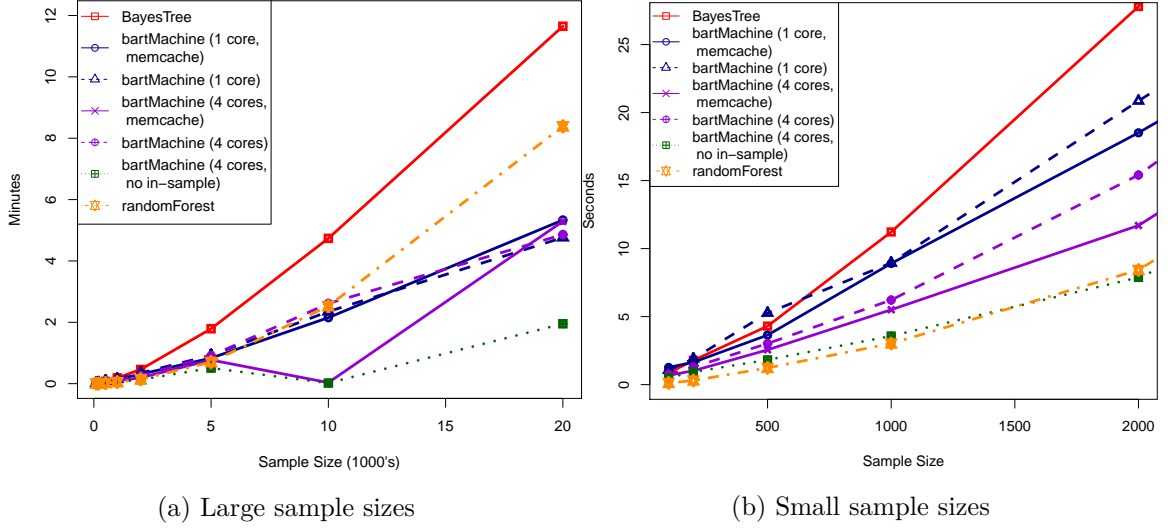 BayesTree
bartMachine (1 core,
memcache)
bartMachine (1 core)
bartMachine (4 cores,
memcache)
bartMachine (4 cores)
bartMachine (4 cores,
no in−sample)
randomForest
12
10
8
6
4
2
0
Minutes
0
5
10
15
20
Sample Size (1000's)
(a) Large sample sizes
BayesTree
bartMachine (1 core,
memcache)
bartMachine (1 core)
bartMachine (4 cores,
memcache)
bartMachine (4 cores)
bartMachine (4 cores,
no in−sample)
randomForest
25
20
15
10
5
0
Seconds
500
1000
1500
2000
Sample Size
(b) Small sample sizes